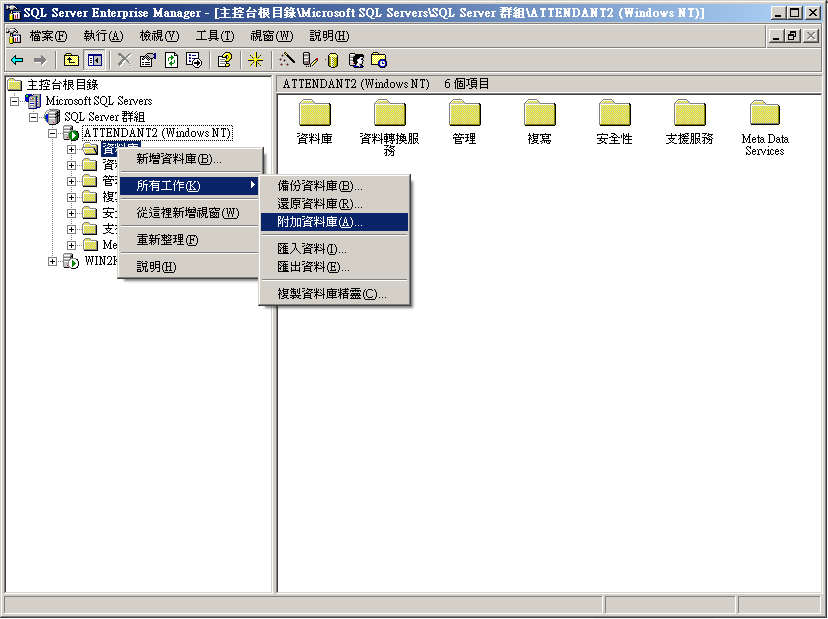 SQL Server Enterprise Manager - [主控台根目錄\Microsoft SQL Servers\SQL Server 群組\ATTENDANT2 (Windows NT)]
檔案(F) 執行(A) 檢視(V) 工具(T) 視窗(W) 說明(H)
主控台根目錄
Microsoft SQL Servers
SQL Server 群組
ATTENDANT2 (Windows NT)
資料庫
資
管
複
安
支
Me
WIN2K
新增資料庫(B)...
所有工作(K)
從這裡新增視窗(W)
重新整理(F)
說明(H)
備份資料庫(B)...
還原資料庫(R)...
附加資料庫(A)...
匯入資料(I)...
匯出資料(E)...
複製資料庫精靈(C)...
ATTENDANT2 (Windows NT) 6 個項目
資料庫
資料轉換服
務
管理
複寫
安全性
支援服務
Meta Data
Services